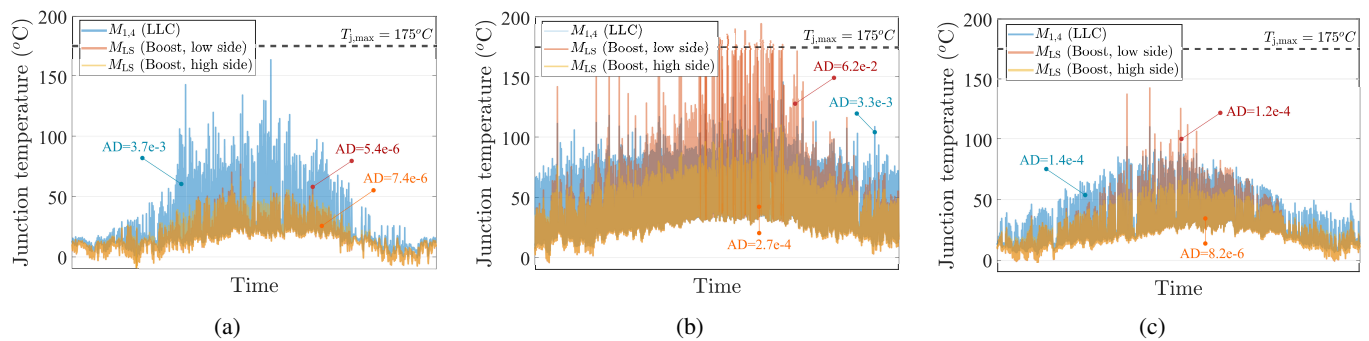 200
150
100
50
0
Junction temperature (°C)
M1,4 (LLC)
MLS (Boost, low side)
MLS (Boost, high side)
Tj,max = 175°C
AD=3.7e-3
AD=5.4e-6
AD=7.4e-6
Time
(a)
200
150
100
50
0
Junction temperature (°C)
M1,4 (LLC)
MLS (Boost, low side}
MLS (Boost, high side)
Tj,max = 175°C
AD=6.2e-2
AD=3.3e-3
AD=2.7e-4
Time
(b)
200
150
100
50
0
Junction temperature (°C)
M1,4 (LLC)
MLS (Boost, low side)
MLS (Boost, high side)
Tj,max = 175°C
AD=1.2e-4
AD=1.4e-4
AD=8.2e-6
Time
(c)